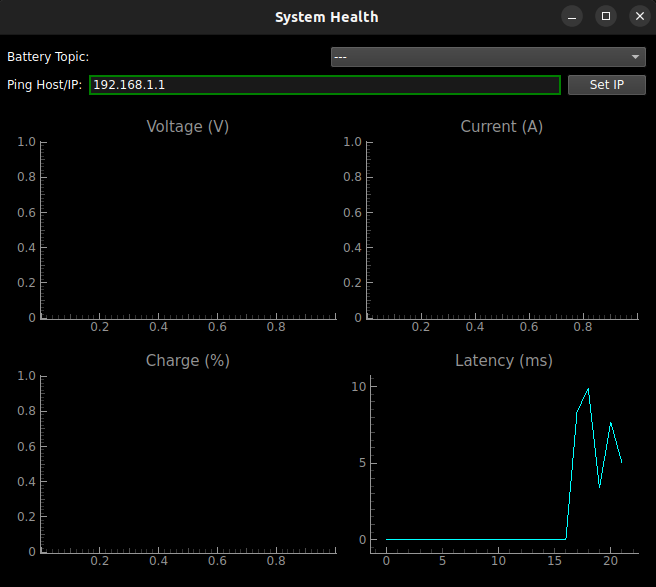 System Health
Battery Topic: ---
Ping Host/IP: 192.168.1.1 Set IP
Voltage (V) Current (A)
1.0 1.0
0.8 0.8
0.6 0.6
0.4 0.4
0.2 0.2
0 0
0.2 0.4 0.6 0.8 0.2 0.4 0.6 0.8
Charge (%) Latency (ms)
1.0
10
0.8
0.6
5
0.4
0.2
0
0
0.2 0.4 0.6 0.8 0 5 10 15 20